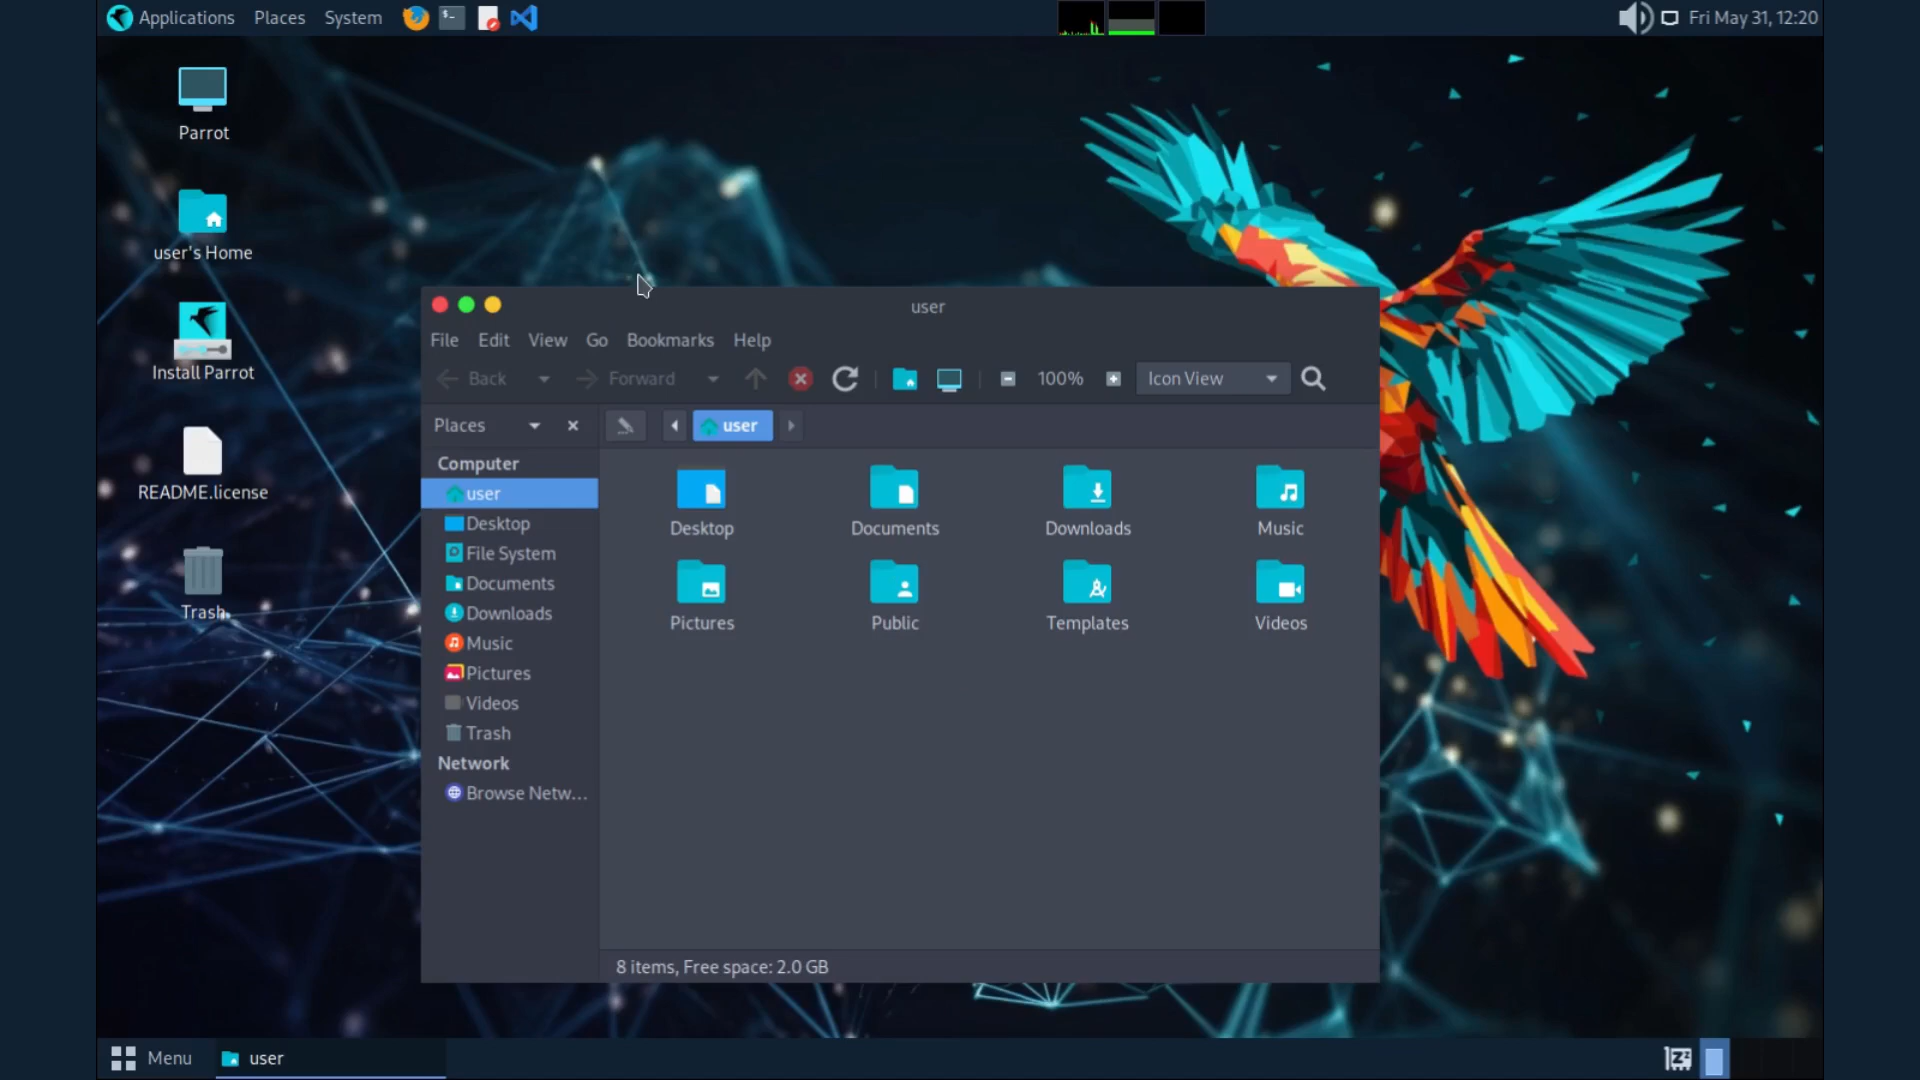 Applications Places System
Fri May 31, 12:20
Parrot
user's Home
Install Parrot
README.license
Trash
user
File Edit View Go Bookmarks Help
Back Forward 100% Icon View
Places user
Computer
user
Desktop
File System
Documents
Downloads
Music
Pictures
Videos
Trash
Network
Browse Netw...
Desktop Documents Downloads Music
Pictures Public Templates Videos
8 items, Free space: 2.0 GB
Menu user